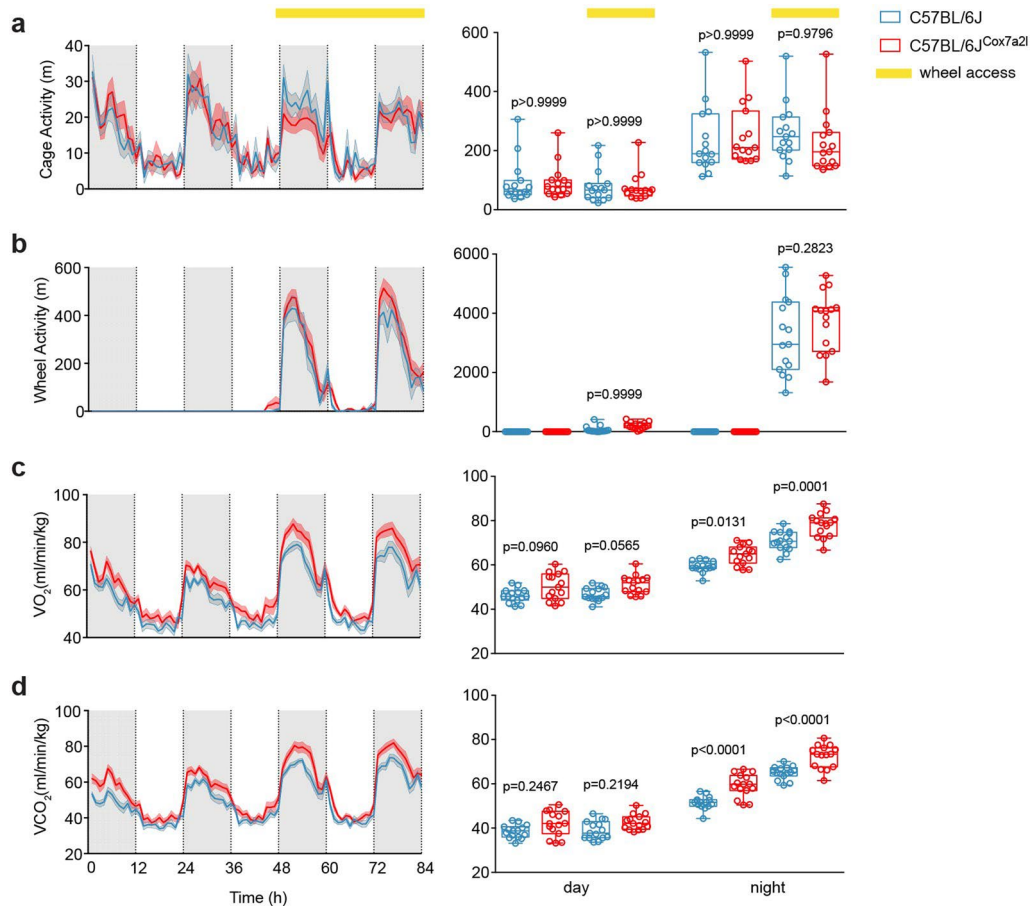 C57BL/6J
C57BL/6J^Cox7a2l
wheel access
a
Cage Activity (m)
40
30
20
10
0
600
400
200
0
p>0.9999
p>0.9999
p>0.9999
p=0.9796
b
Wheel Activity (m)
600
400
200
0
6000
4000
2000
0
p=0.9999
p=0.2823
c
VO2(ml/min/kg)
100
80
60
40
100
80
60
40
20
p=0.0960
p=0.0565
p=0.0131
p=0.0001
d
VCO2(ml/min/kg)
100
80
60
40
20
0 12 24 36 48 60 72 84
Time (h)
100
80
60
40
20
p=0.2467
p=0.2194
p<0.0001
p<0.0001
day night